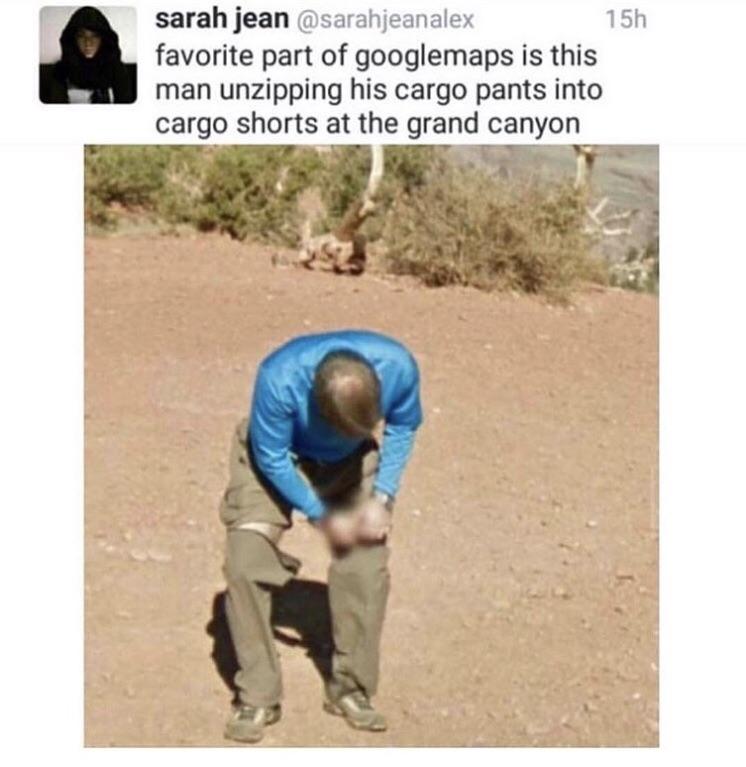 sarah jean @sarahjeanalex 15h
favorite part of googlemaps is this
man unzipping his cargo pants into
cargo shorts at the grand canyon